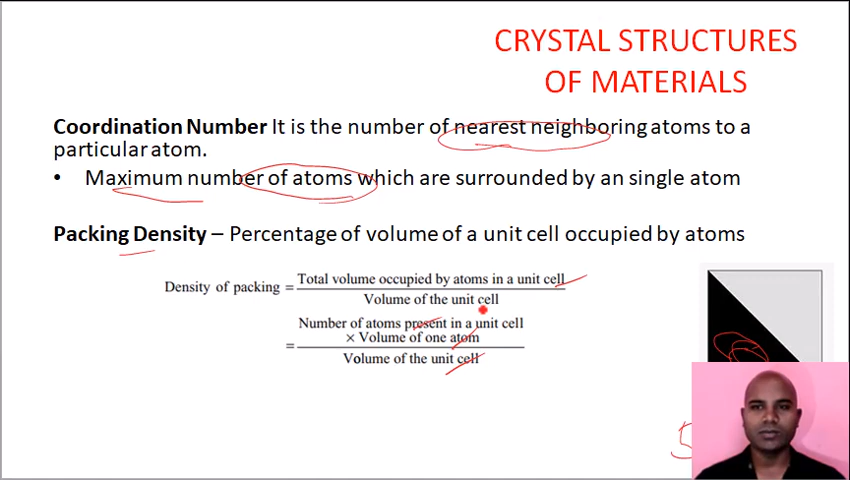 CRYSTAL STRUCTURES
OF MATERIALS
Coordination Number It is the number of nearest neighboring atoms to a
particular atom.
• Maximum number of atoms which are surrounded by an single atom
Packing Density – Percentage of volume of a unit cell occupied by atoms
Density of packing = Total volume occupied by atoms in a unit cell
Volume of the unit cell
= Number of atoms present in a unit cell
× Volume of one atom
Volume of the unit cell
5